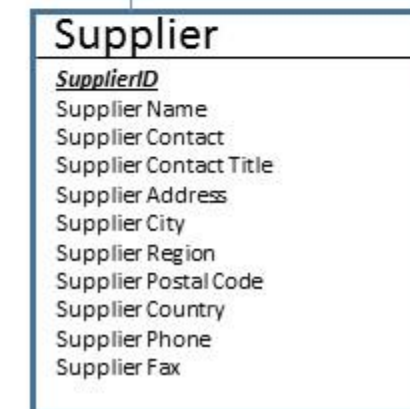 Supplier
SupplierID
Supplier Name
Supplier Contact
Supplier Contact Title
Supplier Address
Supplier City
Supplier Region
Supplier Postal Code
Supplier Country
Supplier Phone
Supplier Fax